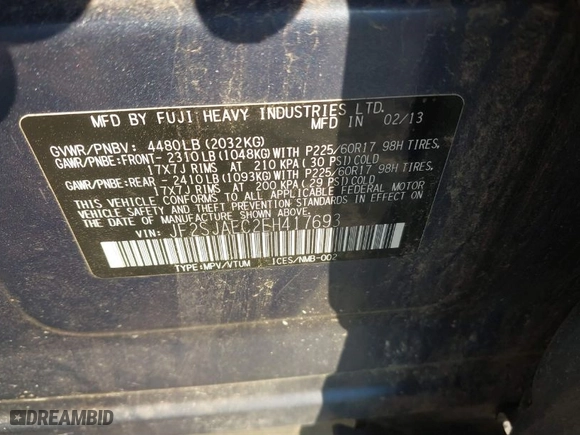 MFD BY FUJI HEAVY INDUSTRIES LTD.
MFD IN 02/13
GVWR/PNBV: 4480LB (2032KG)
GAWR/PNBE:FRONT- 2310LB (1048KG)WITH P225/60R17 98H TIRES,
17X7J RIMS AT 210 KPA (30 PSI)COLD
GAWR/PNBE:REAR - 2410LB (1093KG)WITH P225/60R17 98H TIRES,
17X7J RIMS AT 200 KPA (29 PSI)COLD
THIS VEHICLE CONFORMS TO ALL APPLICABLE FEDERAL MOTOR
VEHICLE SAFETY AND THEFT PREVENTION STANDARDS IN EFFECT
ON THE DATE OF MANUFACTURE SHOWN ABOVE.
VIN: JF2SJAEC2EH417693
TYPE:MPV/VTUM ICES/NMB-002
DREAMBID